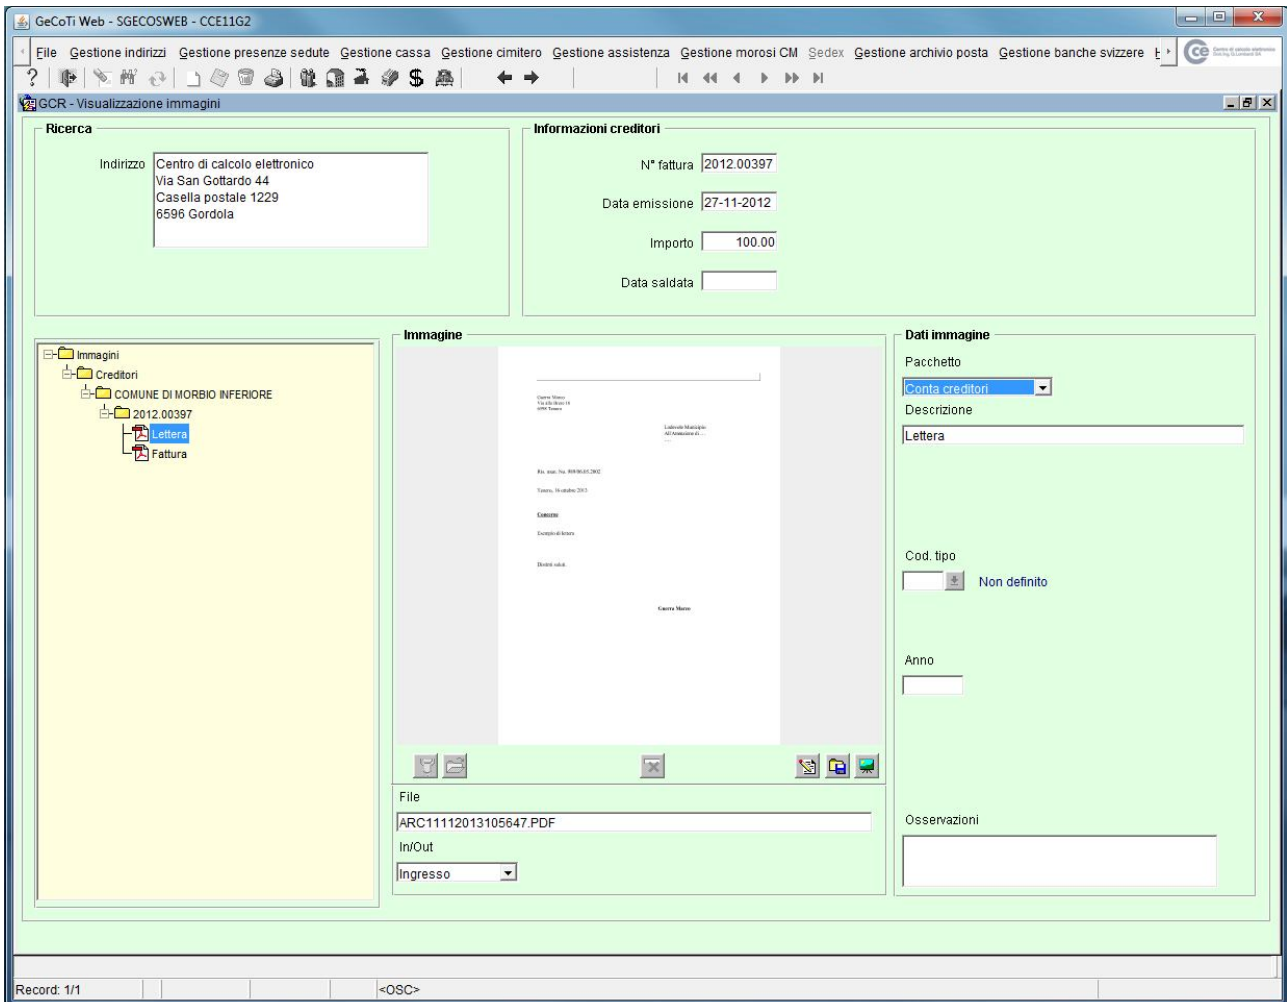 GeCoTi Web - SGECOSWEB - CCE11G2
File Gestione indirizzi Gestione presenze sedute Gestione cassa Gestione cimitero Gestione assistenza Gestione morosi CM Sedex Gestione archivio posta Gestione banche svizzere
ce
GCR - Visualizzazione immagini
Ricerca
Indirizzo
Centro di calcolo elettronico
Via San Gottardo 44
Casella postale 1229
6596 Gordola
Informazioni creditori
N° fattura 2012.00397
Data emissione 27-11-2012
Importo 100.00
Data saldata
Immagini
Creditori
COMUNE DI MORBIO INFERIORE
2012.00397
Lettera
Fattura
Immagine
Lodevole Municipio
Concerne
Esempio di lettera
File
ARC11112013105647.PDF
In/Out
Ingresso
Dati immagine
Pacchetto
Conta creditori
Descrizione
Lettera
Cod. tipo
Non definito
Anno
Osservazioni
Record: 1/1
<OSC>